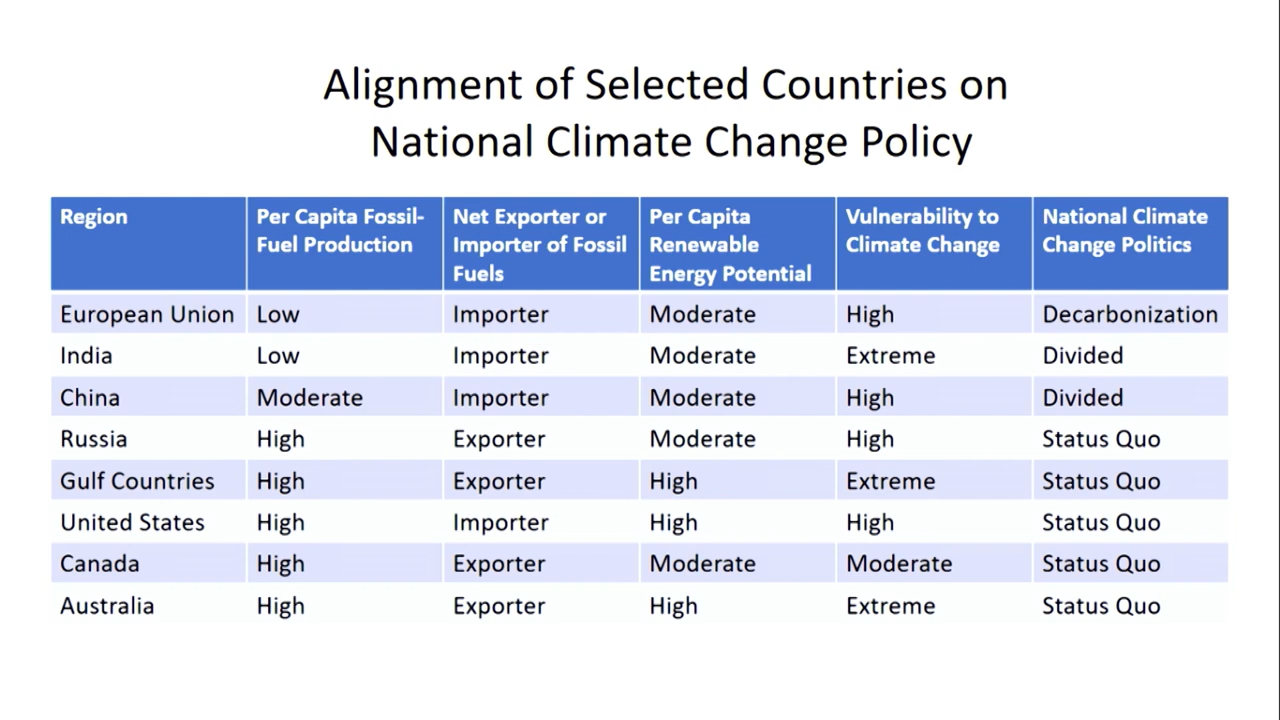 Alignment of Selected Countries on
National Climate Change Policy
Region Per Capita Fossil- Net Exporter or Per Capita Vulnerability to National Climate
Fuel Production Importer of Fossil Renewable Climate Change Change Politics
Fuels Energy Potential
European Union Low Importer Moderate High Decarbonization
India Low Importer Moderate Extreme Divided
China Moderate Importer Moderate High Divided
Russia High Exporter Moderate High Status Quo
Gulf Countries High Exporter High Extreme Status Quo
United States High Importer High High Status Quo
Canada High Exporter Moderate Moderate Status Quo
Australia High Exporter High Extreme Status Quo